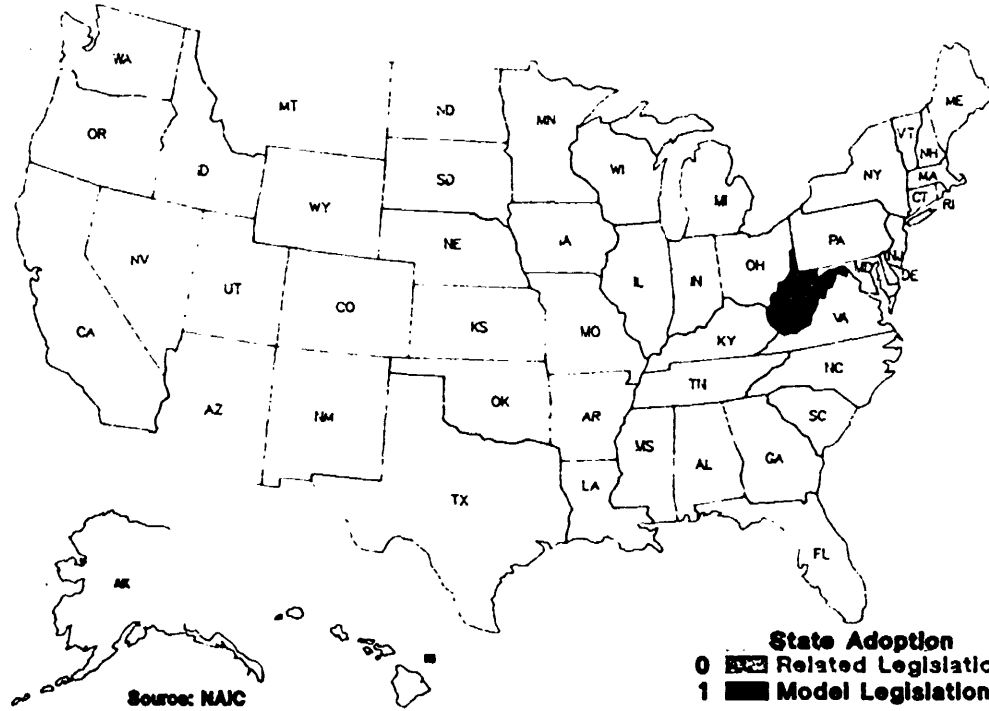 WA
MT
ND
MN
ME
OR
ID
SD
WI
MI
VT
NH
NY
MA
CT
RI
WY
NE
IA
PA
NJ
NV
UT
CO
IL
IN
OH
MD
DE
CA
KS
MO
KY
VA
AZ
NM
OK
AR
TN
NC
SC
MS
AL
GA
TX
LA
FL
AK
Source: NAIC
State Adoption
0 Related Legislatio
1 Model Legislation